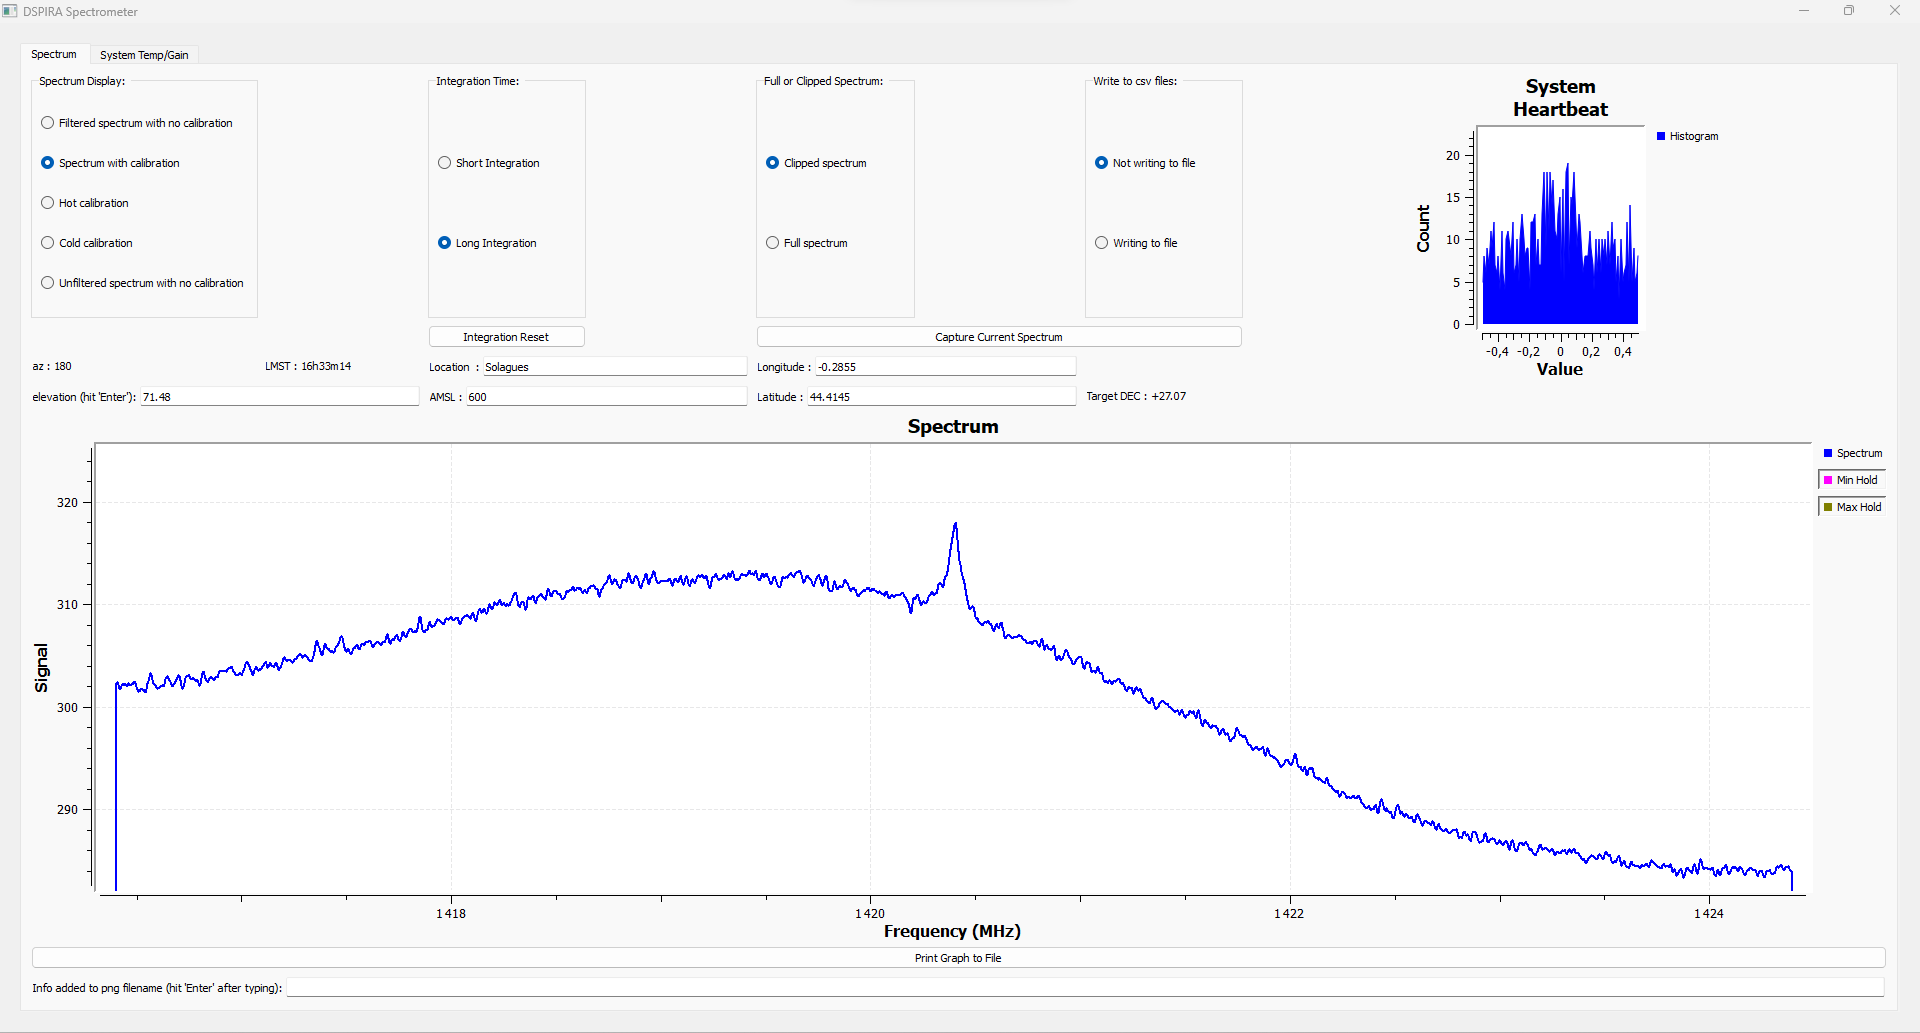 DSPIRA Spectrometer
Spectrum
System Temp/Gain
Spectrum Display:
Filtered spectrum with no calibration
Spectrum with calibration
Hot calibration
Cold calibration
Unfiltered spectrum with no calibration
Integration Time:
Short Integration
Long Integration
Integration Reset
Full or Clipped Spectrum:
Clipped spectrum
Full spectrum
Write to csv files:
Not writing to file
Writing to file
Capture Current Spectrum
System
Heartbeat
Histogram
Count
20
15
10
5
0
-0,4 -0,2 0 0,2 0,4
Value
az : 180
LMST : 16h33m14
Location : Solagues
Longitude : -0.2855
elevation (hit 'Enter'): 71.48
AMSL : 600
Latitude : 44.4145
Target DEC : +27.07
Spectrum
Spectrum
Min Hold
Max Hold
Signal
320
310
300
290
1418 1420 1422 1424
Frequency (MHz)
Print Graph to File
Info added to png filename (hit 'Enter' after typing):